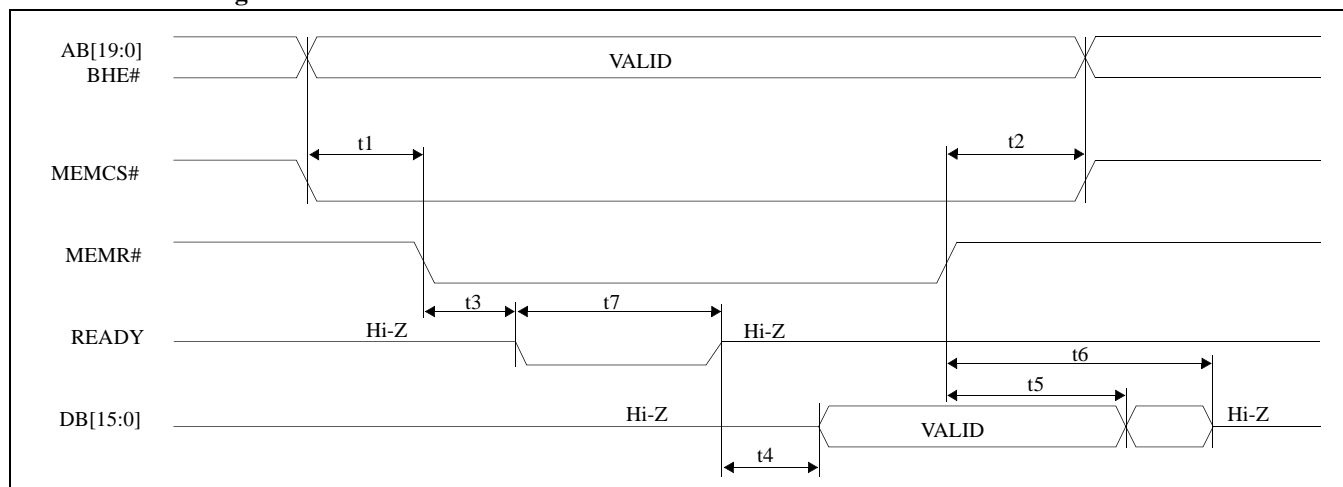 AB[19:0]
BHE#
VALID
t1
t2
MEMCS#
MEMR#
t3
t7
READY
Hi-Z
Hi-Z
t6
t5
DB[15:0]
Hi-Z
VALID
Hi-Z
t4